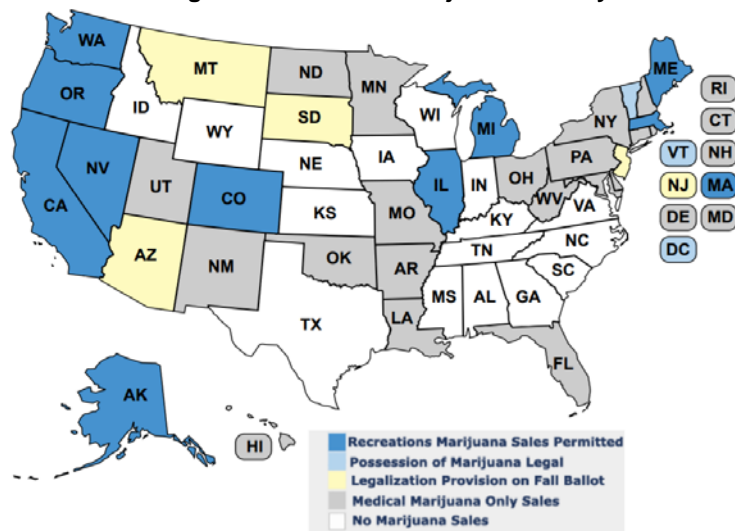 WA
MT
ND
MN
ME
OR
ID
SD
WI
MI
NY
RI
WY
CT
NV
NE
IA
PA
VT
NH
UT
IL
IN
OH
NJ
MA
CA
CO
WV
KS
MO
VA
DE
MD
KY
DC
AZ
NM
OK
TN
NC
AR
SC
MS
AL
GA
TX
LA
FL
AK
HI
Recreations Marijuana Sales Permitted
Possession of Marijuana Legal
Legalization Provision on Fall Ballot
Medical Marijuana Only Sales
No Marijuana Sales